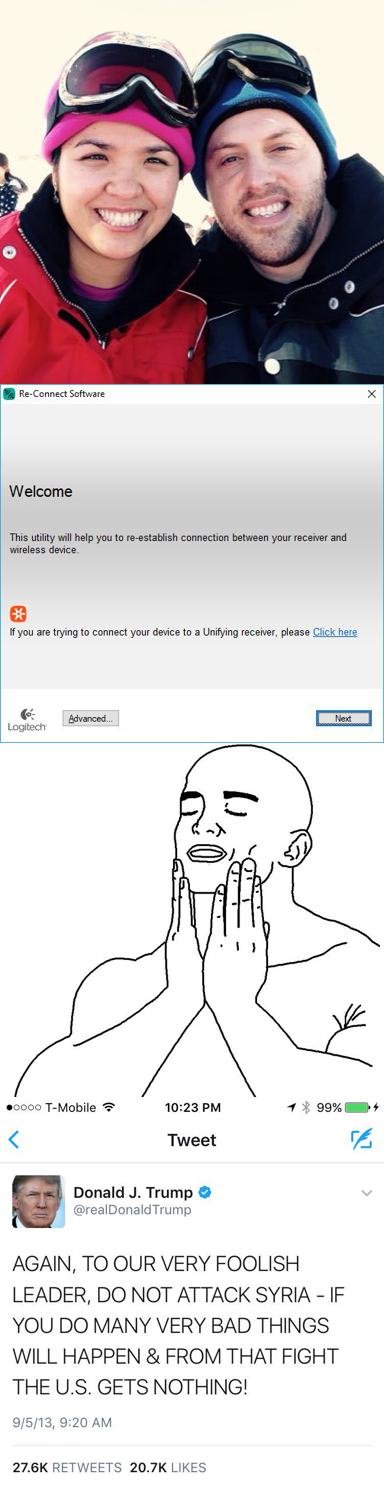 Re-Connect Software
Welcome
This utility will help you to re-establish connection between your receiver and
wireless device.
If you are trying to connect your device to a Unifying receiver, please Click here
Logitech
Advanced...
Next
T-Mobile 10:23 PM 99%
Tweet
Donald J. Trump
@realDonaldTrump
AGAIN, TO OUR VERY FOOLISH
LEADER, DO NOT ATTACK SYRIA - IF
YOU DO MANY VERY BAD THINGS
WILL HAPPEN & FROM THAT FIGHT
THE U.S. GETS NOTHING!
9/5/13, 9:20 AM
27.6K RETWEETS 20.7K LIKES